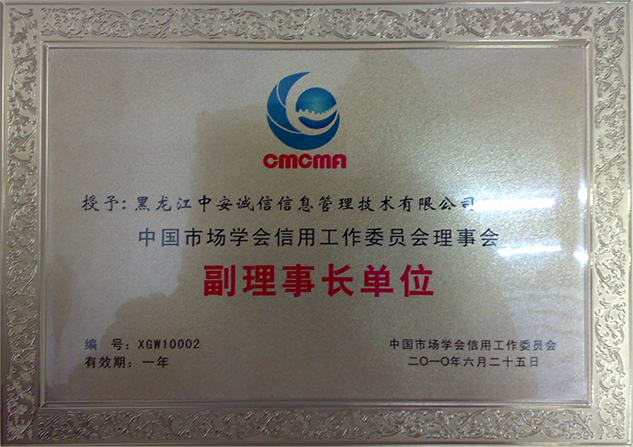 CMCMA
授予：黑龙江中安诚信信息管理技术有限公司
中国市场学会信用工作委员会理事会
副理事长单位
编 号：XGW10002
中国市场学会信用工作委员会
有效期：一年
二〇一〇年六月二十五日